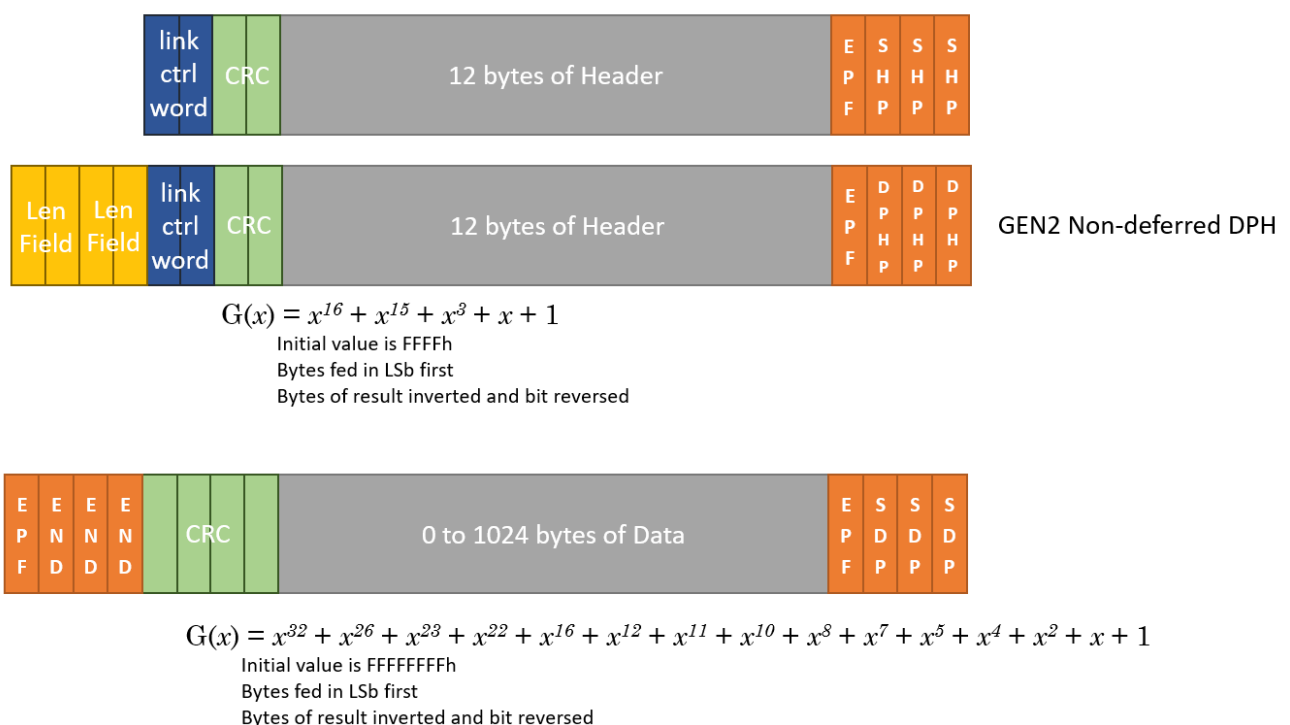 link
ctrl
word
CRC
12 bytes of Header
E
P
F
S
H
P
S
H
P
S
H
P
Len
Field
Len
Field
link
ctrl
word
CRC
12 bytes of Header
E
P
F
D
P
H
P
D
P
H
P
D
P
H
P
GEN2 Non-deferred DPH
G(x) = x^16 + x^15 + x^3 + x + 1
Initial value is FFFFh
Bytes fed in LSb first
Bytes of result inverted and bit reversed
E
P
F
E
N
D
E
N
D
E
N
D
CRC
0 to 1024 bytes of Data
E
P
F
S
D
P
S
D
P
S
D
P
G(x) = x^32 + x^26 + x^23 + x^22 + x^16 + x^12 + x^11 + x^10 + x^8 + x^7 + x^5 + x^4 + x^2 + x + 1
Initial value is FFFFFFFFh
Bytes fed in LSb first
Bytes of result inverted and bit reversed